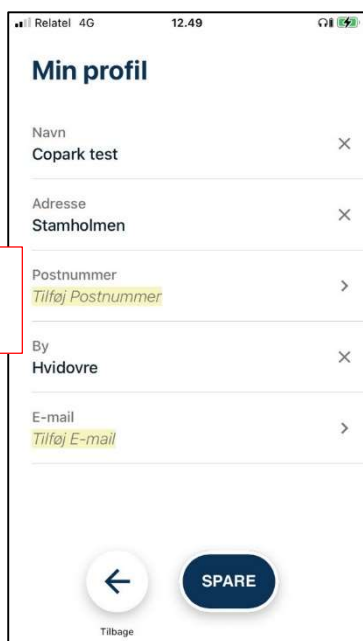 Relatel 4G 12.49
Min profil
Navn
Copark test
Adresse
Stamholmen
Postnummer
Tilføj Postnummer
By
Hvidovre
E-mail
Tilføj E-mail
SPARE
Tilbage